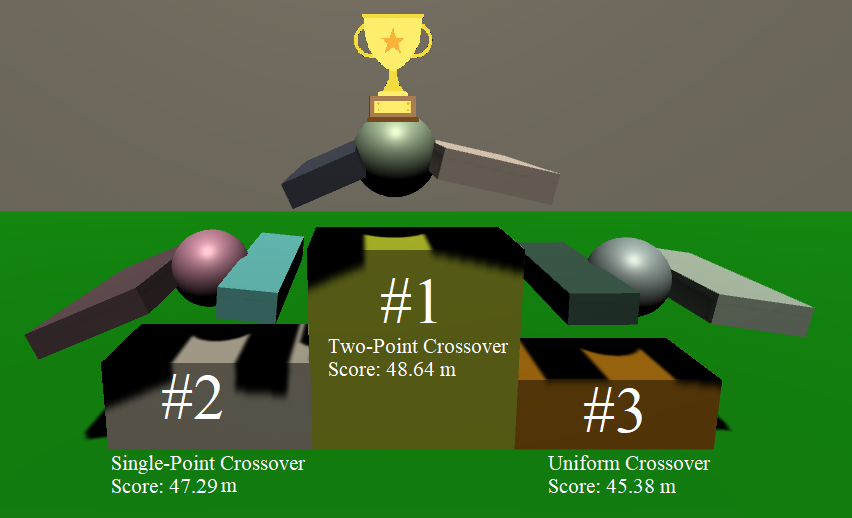 #1
Two-Point Crossover
Score: 48.64 m
#2
Single-Point Crossover
Score: 47.29 m
#3
Uniform Crossover
Score: 45.38 m